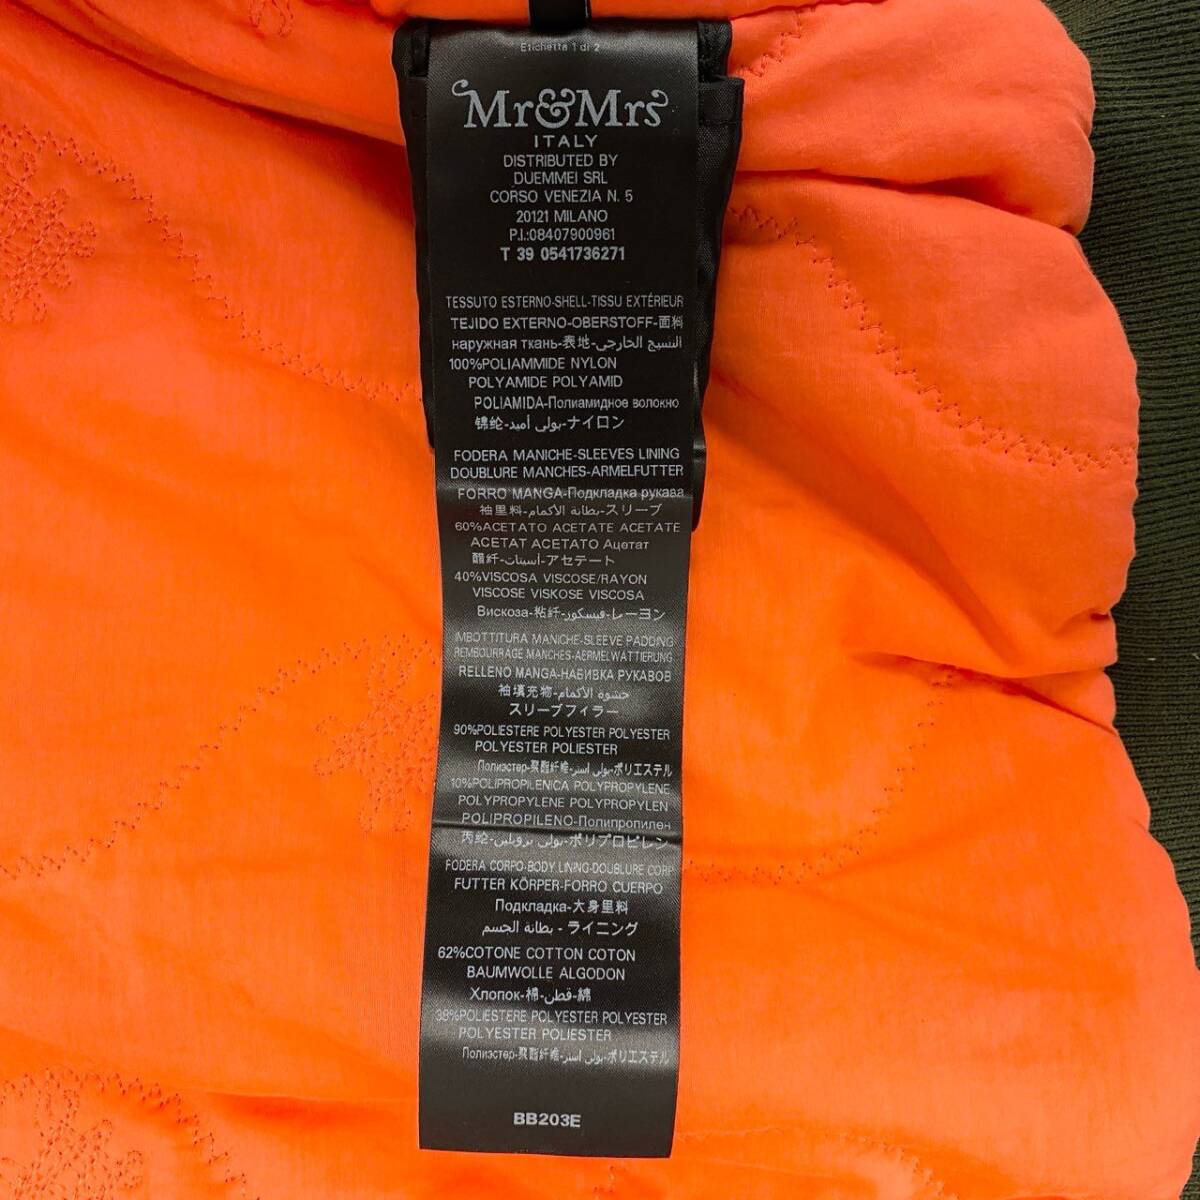 Etichetta 1 di 2
Mr&Mrs
ITALY
DISTRIBUTED BY
DUEMMEI SRL
CORSO VENEZIA N. 5
20121 MILANO
P.I.:08407900961
T 39 0541736271
TESSUTO ESTERNO-SHELL-TISSU EXTÉRIEUR
TEJIDO EXTERNO-OBERSTOFF-面料
наружная ткань-表地-النسيج الخارجي
100%POLIAMMIDE NYLON
POLYAMIDE POLYAMID
POLIAMIDA-Полиамидное волокно
锦纶-بولي أميد-ナイロン
FODERA MANICHE-SLEEVES LINING
DOUBLURE MANCHES-ARMELFUTTER
FORRO MANGA-Подкладка рукава
袖里料-بطانة الأكمام-スリーブ
60%ACETATO ACETATE ACETATE
ACETAT ACETATO Ацетат
醋纤-أسيتات-アセテート
40%VISCOSA VISCOSE/RAYON
VISCOSE VISKOSE VISCOSA
Вискоза-粘纤-فيسكوز-レーヨン
IMBOTTITURA MANICHE-SLEEVE PADDING
REMBOURRAGE MANCHES-AERMELWATTIERUNG
RELLENO MANGA-НАБИВКА РУКАВОВ
袖填充物-حشوة الأكمام-
スリーブフィラー
90%POLIESTERE POLYESTER POLYESTER
POLYESTER POLIESTER
Полиэстер-聚酯纤维-بولي استر-ポリエステル
10%POLIPROPILENICA POLYPROPYLENE
POLYPROPYLENE POLYPROPYLEN
POLIPROPILENO-Полипропилен
丙纶-بولي بروبلين-ポリプロピレン
FODERA CORPO-BODY LINING-DOUBLURE CORP
FUTTER KÖRPER-FORRO CUERPO
Подкладка-大身里料
بطانة الجسم - ライニング
62%COTONE COTTON COTON
BAUMWOLLE ALGODON
Хлопок-棉-قطن-綿
38%POLIESTERE POLYESTER POLYESTER
POLYESTER POLIESTER
Полиэстер-聚酯纤维-بولي استر-ポリエステル
BB203E